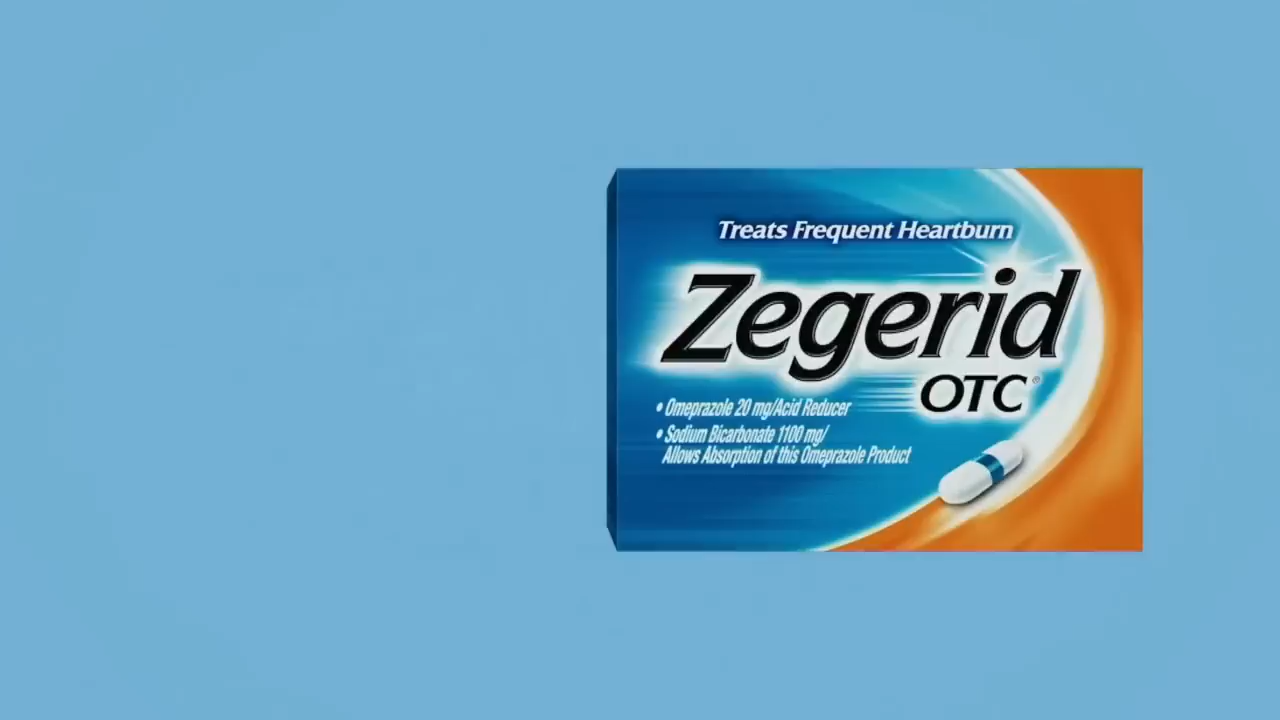 Treats Frequent Heartburn
Zegerid
OTC®
• Omeprazole 20 mg/Acid Reducer
• Sodium Bicarbonate 1100 mg/
Allows Absorption of this Omeprazole Product